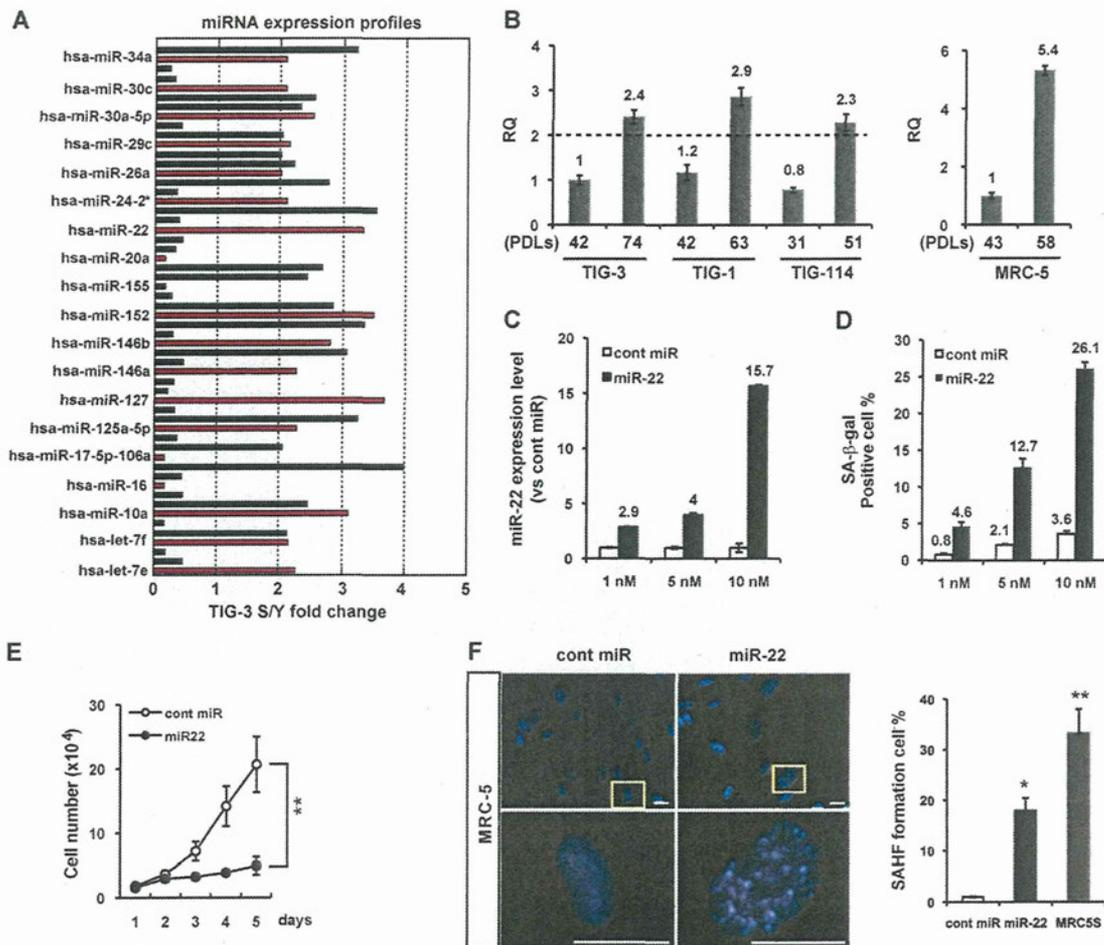 A
miRNA expression profiles
hsa-miR-34a
hsa-miR-30c
hsa-miR-30a-5p
hsa-miR-29c
hsa-miR-26a
hsa-miR-24-2*
hsa-miR-22
hsa-miR-20a
hsa-miR-155
hsa-miR-152
hsa-miR-146b
hsa-miR-146a
hsa-miR-127
hsa-miR-125a-5p
hsa-miR-17-5p-106a
hsa-miR-16
hsa-miR-10a
hsa-let-7f
hsa-let-7e
0 1 2 3 4 5
TIG-3 S/Y fold change
B
RQ
4
3
2
1
0
1 2.4 1.2 2.9 0.8 2.3
(PDLs) 42 74 42 63 31 51
TIG-3 TIG-1 TIG-114
RQ
6
4
2
0
1 5.4
(PDLs) 43 58
MRC-5
C
miR-22 expression level
(vs cont miR)
20
15
10
5
0
cont miR
miR-22
2.9 4 15.7
1 nM 5 nM 10 nM
D
SA-β-gal
Positive cell %
30
25
20
15
10
5
0
cont miR
miR-22
0.8 4.6 2.1 12.7 3.6 26.1
1 nM 5 nM 10 nM
E
Cell number (x10⁴)
30
20
10
0
cont miR
miR22
**
1 2 3 4 5 days
F
cont miR miR-22
MRC-5
SAHF formation cell %
40
30
20
10
0
*
**
cont miR miR-22 MRC5S